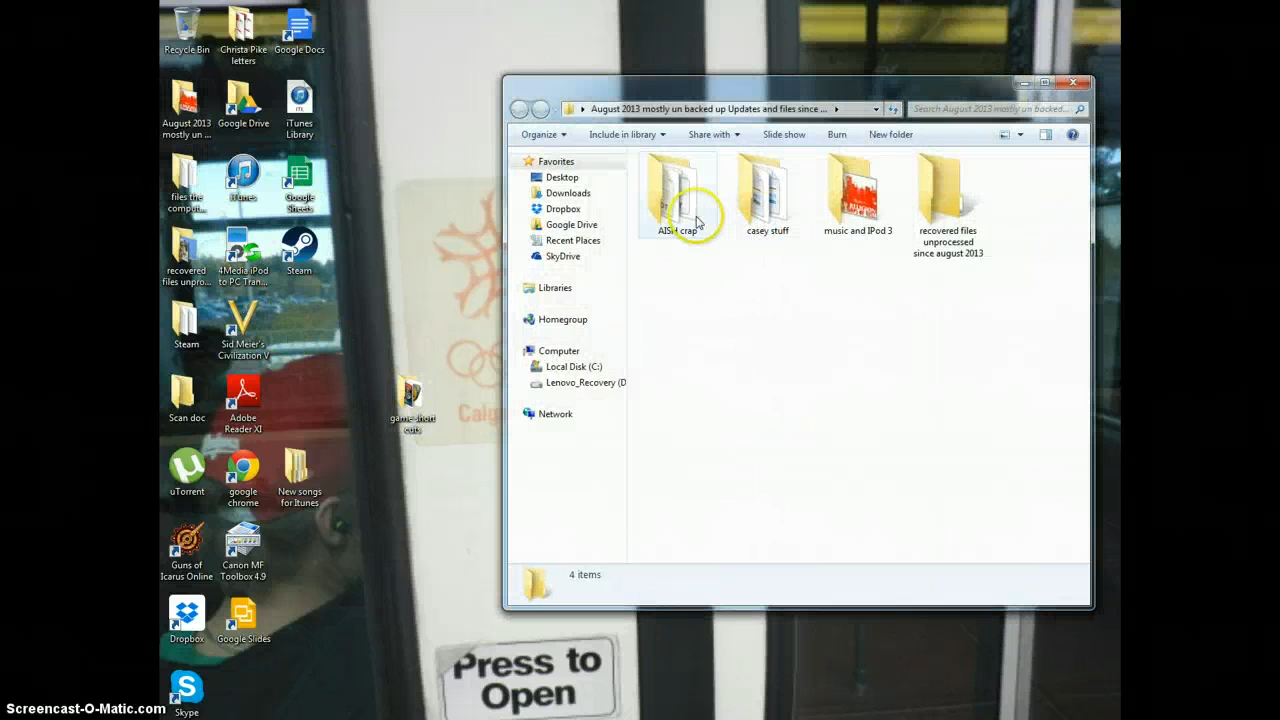 Recycle Bin
Christa Pike
letters
Google Docs
August 2013
mostly un ...
Google Drive
iTunes
Library
files the
comput...
iTunes
Google
Sheets
recovered
files unpro...
4Media iPod
to PC Tran...
Steam
Steam
Sid Meier's
Civilization V
Scan doc
Adobe
Reader XI
game short
cuts
uTorrent
google
chrome
New songs
for Itunes
Guns of
Icarus Online
Canon MF
Toolbox 4.9
Dropbox
Google Slides
Skype
August 2013 mostly un backed up Updates and files since ...
Search August 2013 mostly un backed...
Organize
Include in library
Share with
Slide show
Burn
New folder
Favorites
Desktop
Downloads
Dropbox
Google Drive
Recent Places
SkyDrive
Libraries
Homegroup
Computer
Local Disk (C:)
Lenovo_Recovery (D
Network
AISH crap
casey stuff
music and IPod 3
recovered files
unprocessed
since august 2013
4 items
Calg
Press to
Open
Screencast-O-Matic.com